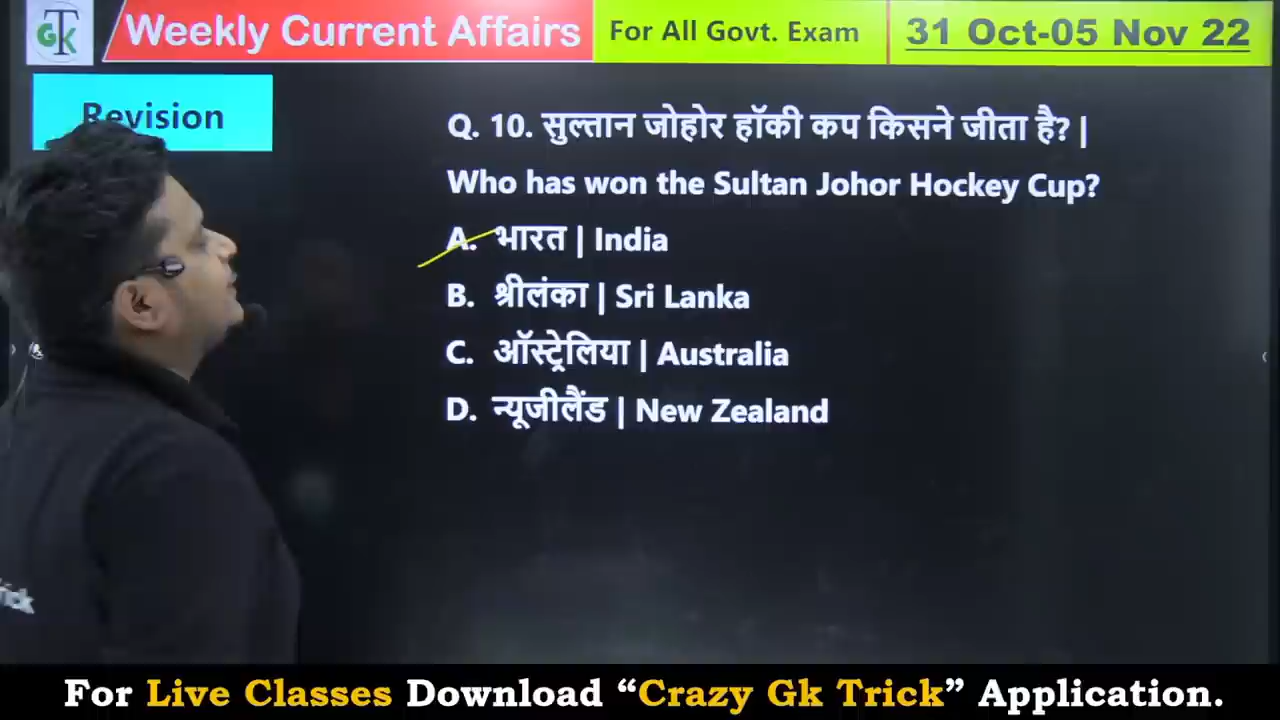 GTK
Weekly Current Affairs
For All Govt. Exam
31 Oct-05 Nov 22
Revision
Q. 10. सुल्तान जोहोर हॉकी कप किसने जीता है? |
Who has won the Sultan Johor Hockey Cup?
A. भारत | India
B. श्रीलंका | Sri Lanka
C. ऑस्ट्रेलिया | Australia
D. न्यूजीलैंड | New Zealand
rick
For Live Classes Download “Crazy Gk Trick” Application.